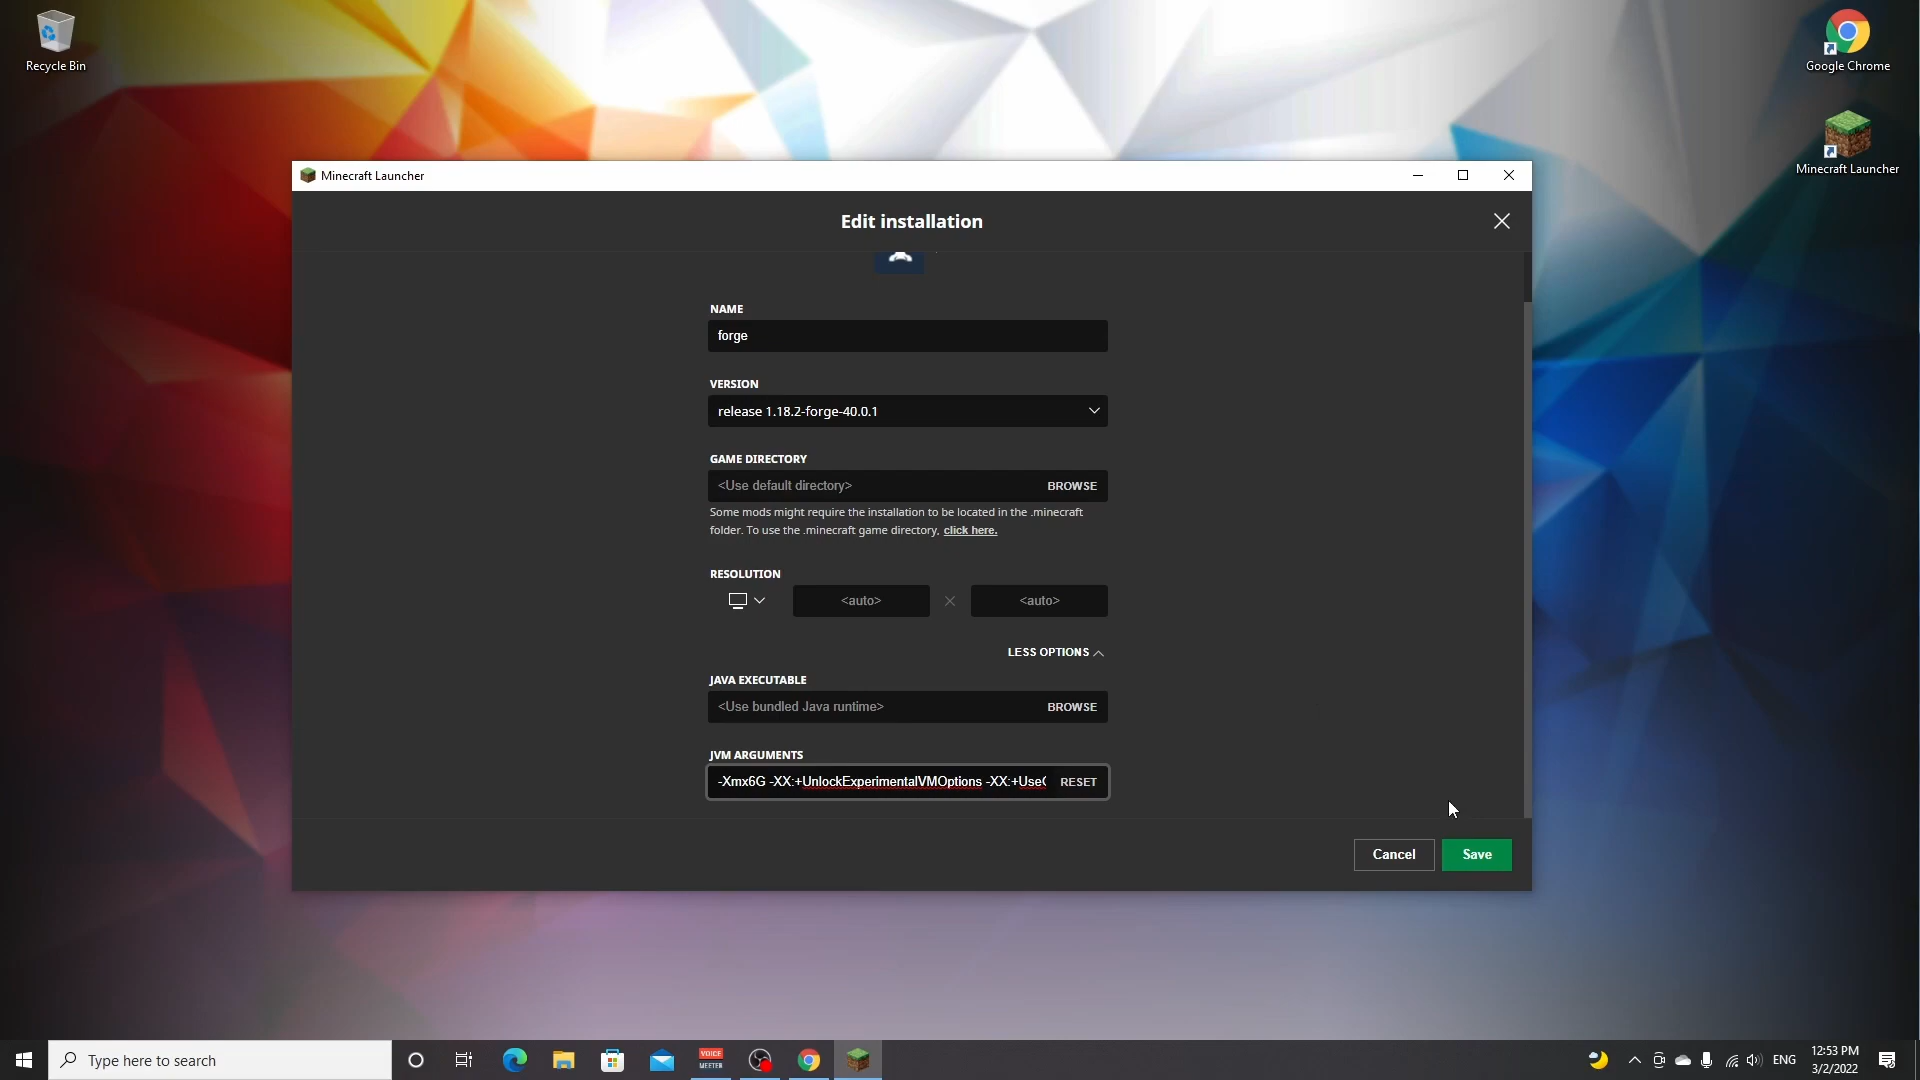 Recycle Bin
Google Chrome
Minecraft Launcher
Minecraft Launcher
Edit installation
NAME
forge
VERSION
release 1.18.2-forge-40.0.1
GAME DIRECTORY
<Use default directory>
BROWSE
Some mods might require the installation to be located in the .minecraft
folder. To use the .minecraft game directory, click here.
RESOLUTION
<auto>
<auto>
LESS OPTIONS
JAVA EXECUTABLE
<Use bundled Java runtime>
BROWSE
JVM ARGUMENTS
-Xmx6G -XX:+UnlockExperimentalVMOptions -XX:+Use
RESET
Cancel
Save
Type here to search
VOICE
MEETER
ENG
12:53 PM
3/2/2022